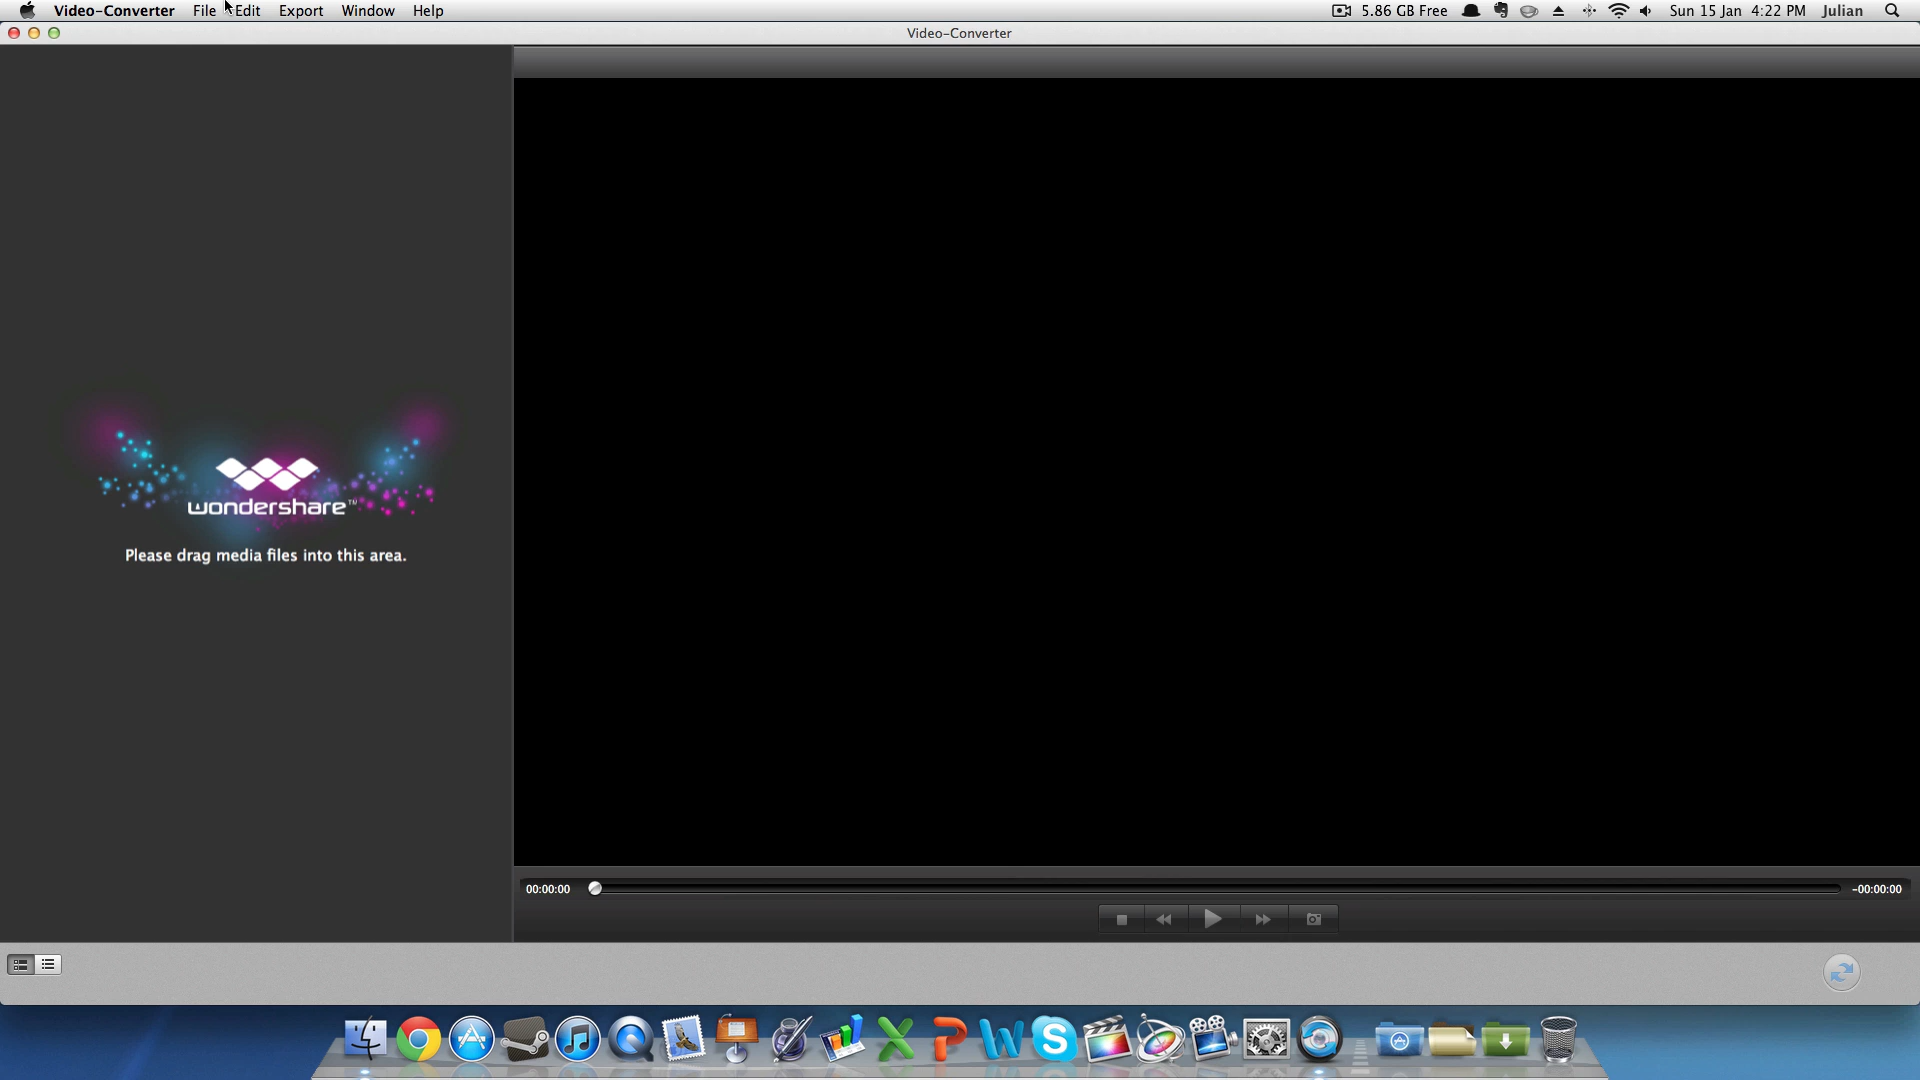 Video-Converter File Edit Export Window Help 5.86 GB Free Sun 15 Jan 4:22 PM Julian
Video-Converter
wondershare™
Please drag media files into this area.
00:00:00 -00:00:00